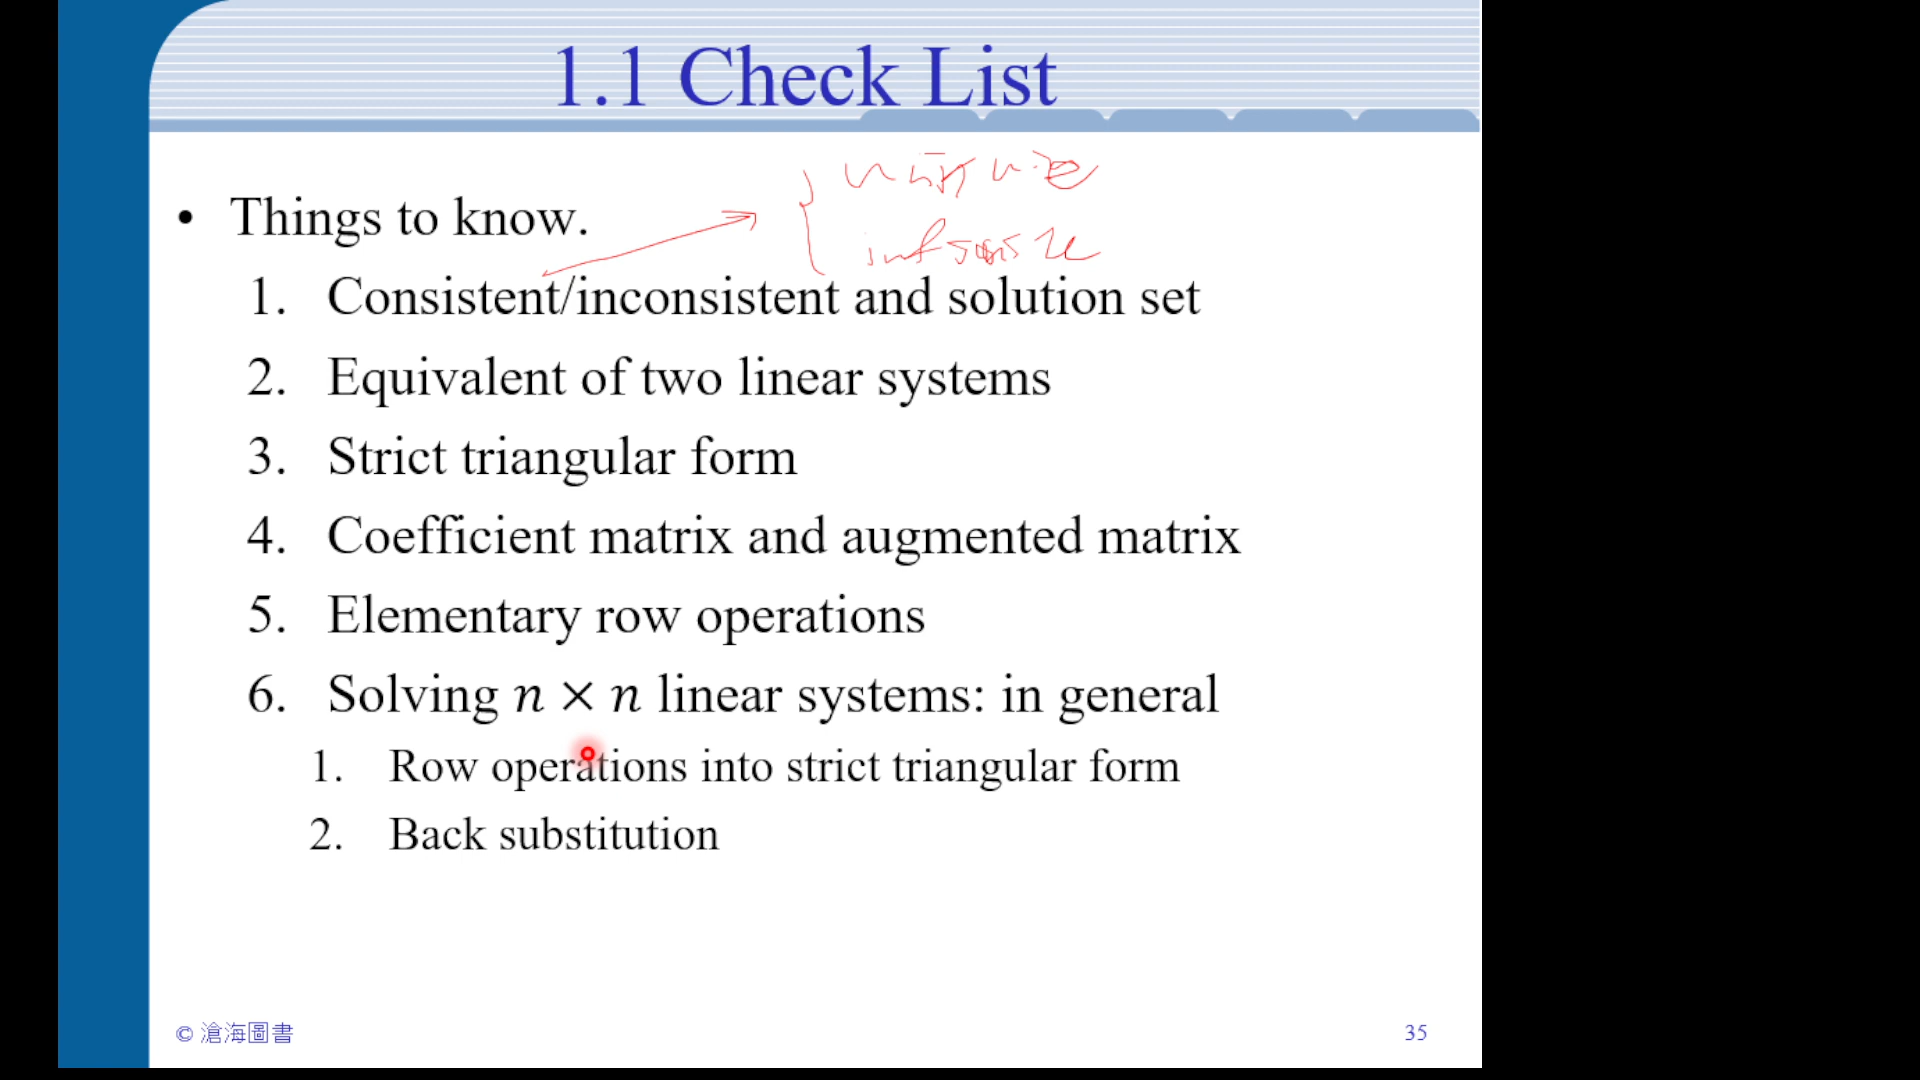 1.1 Check List
• Things to know.
1. Consistent/inconsistent and solution set
2. Equivalent of two linear systems
3. Strict triangular form
4. Coefficient matrix and augmented matrix
5. Elementary row operations
6. Solving 𝑛 × 𝑛 linear systems: in general
1. Row operations into strict triangular form
2. Back substitution
© 滄海圖書
35